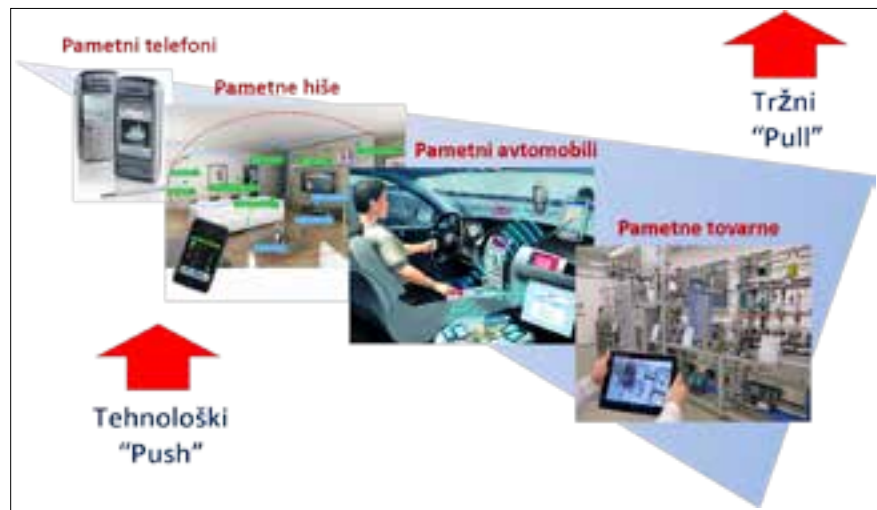 Pametni telefoni
Pametne hiše
Tržni
“Pull”
Pametni avtomobili
Pametne tovarne
Tehnološki
“Push”